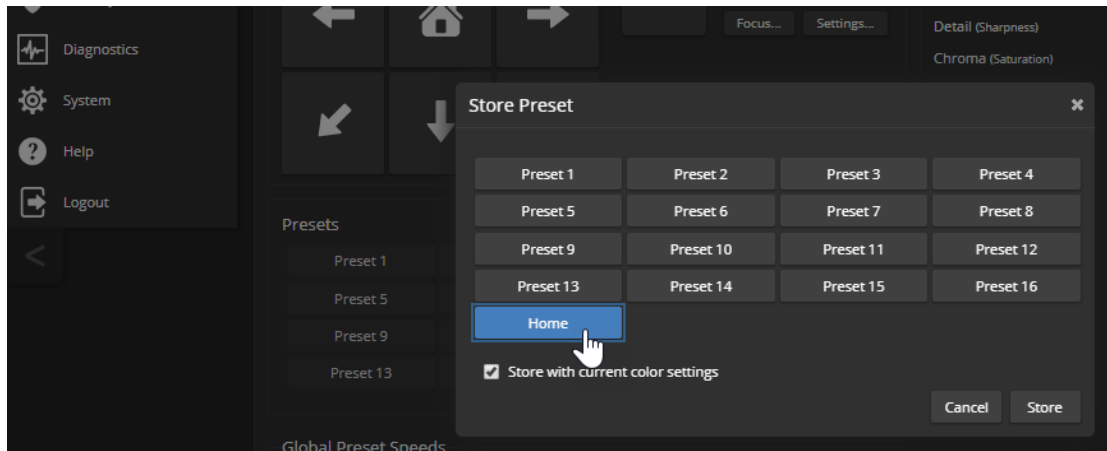 Diagnostics
System
Help
Logout
<
Focus...
Settings...
Detail (Sharpness)
Chroma (Saturation)
Presets
Preset 1
Preset 5
Preset 9
Preset 13
Global Preset Speeds
Store Preset
Preset 1 Preset 2 Preset 3 Preset 4
Preset 5 Preset 6 Preset 7 Preset 8
Preset 9 Preset 10 Preset 11 Preset 12
Preset 13 Preset 14 Preset 15 Preset 16
Home
Store with current color settings
Cancel Store